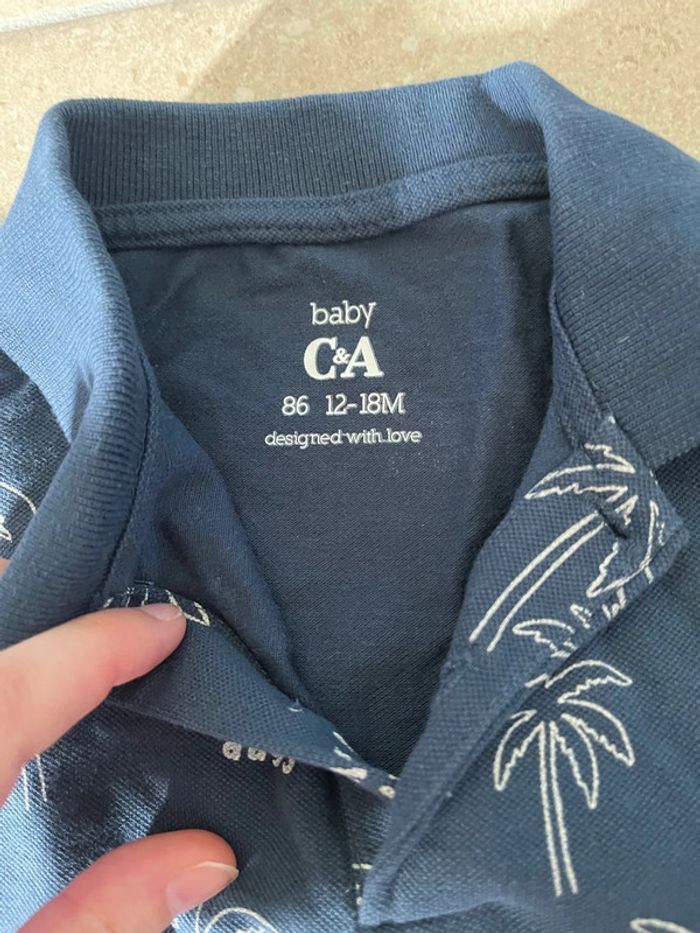 baby
C&A
86 12-18M
designed with love